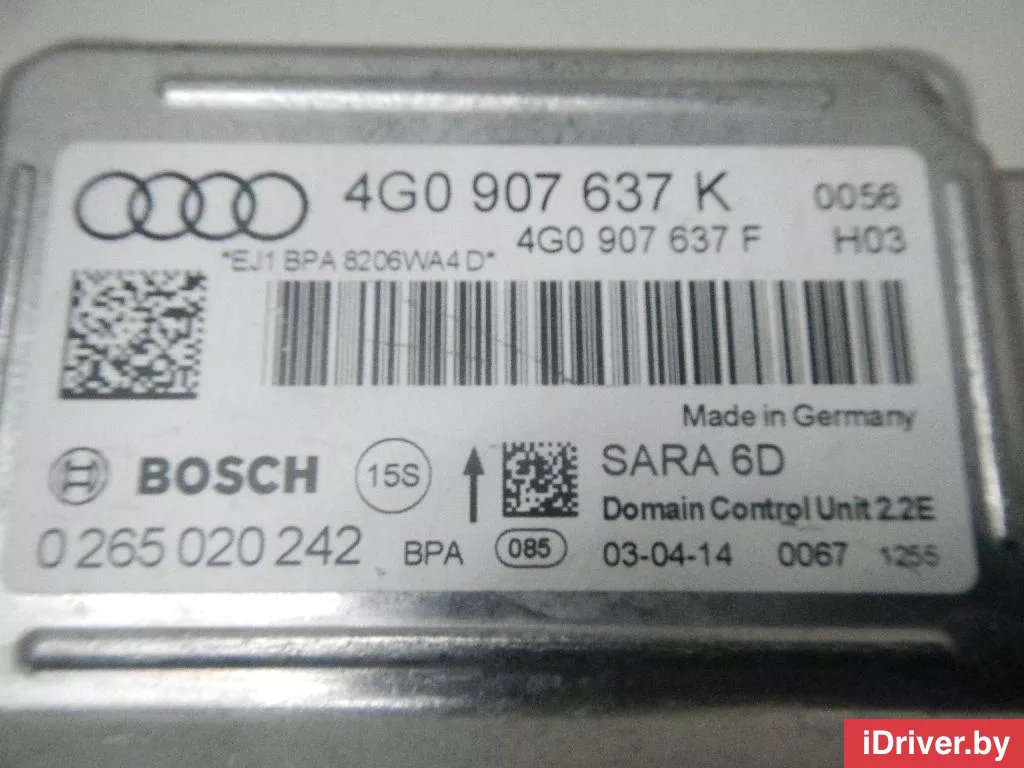 4G0 907 637 K 0056
4G0 907 637 F H03
*EJ1 BPA 8206WA4 D*
Made in Germany
BOSCH 15S SARA 6D
Domain Control Unit 2.2E
0 265 020 242 BPA 085 03-04-14 0067 1255
iDriver.by